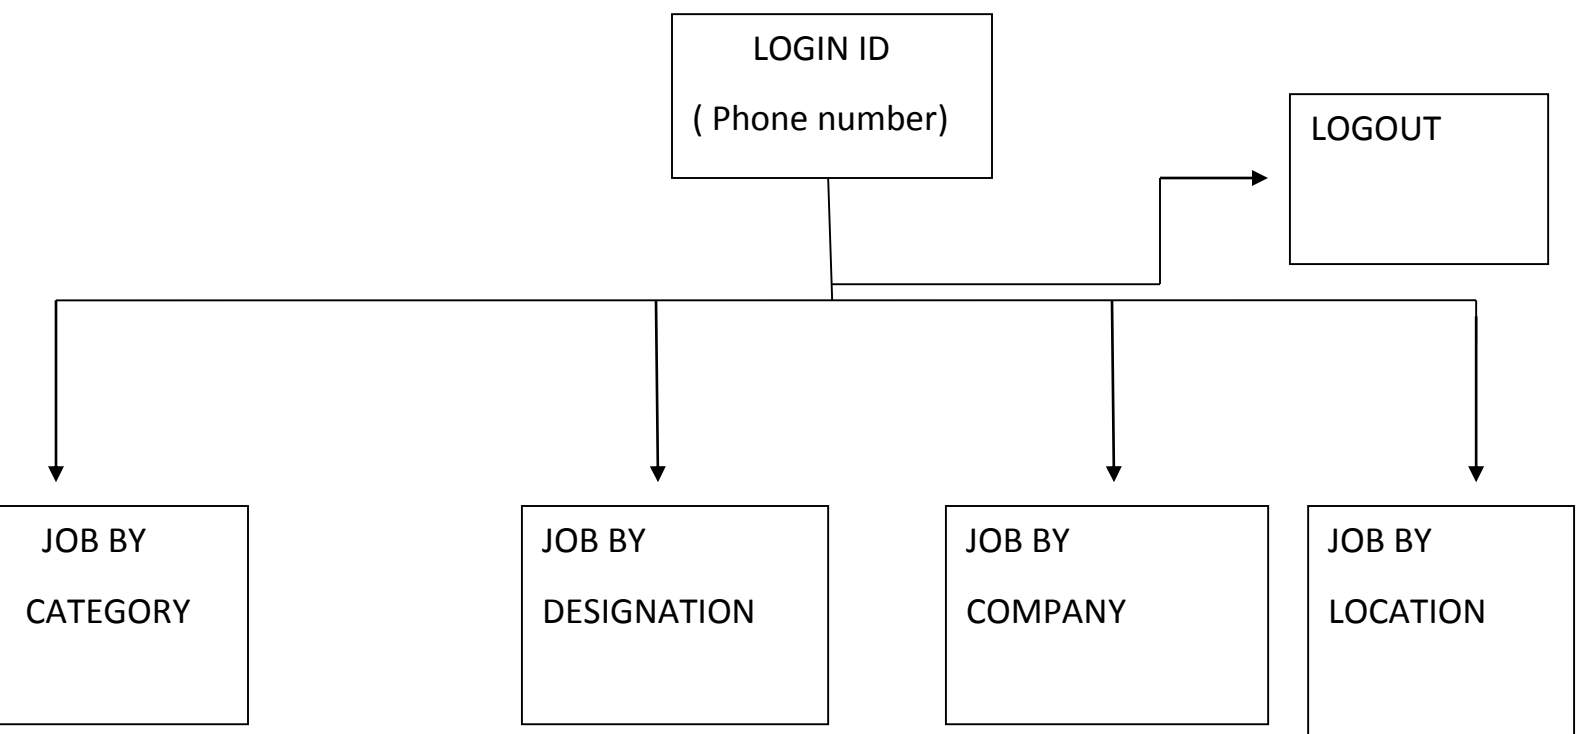 LOGIN ID
( Phone number)
LOGOUT
JOB BY
CATEGORY
JOB BY
DESIGNATION
JOB BY
COMPANY
JOB BY
LOCATION